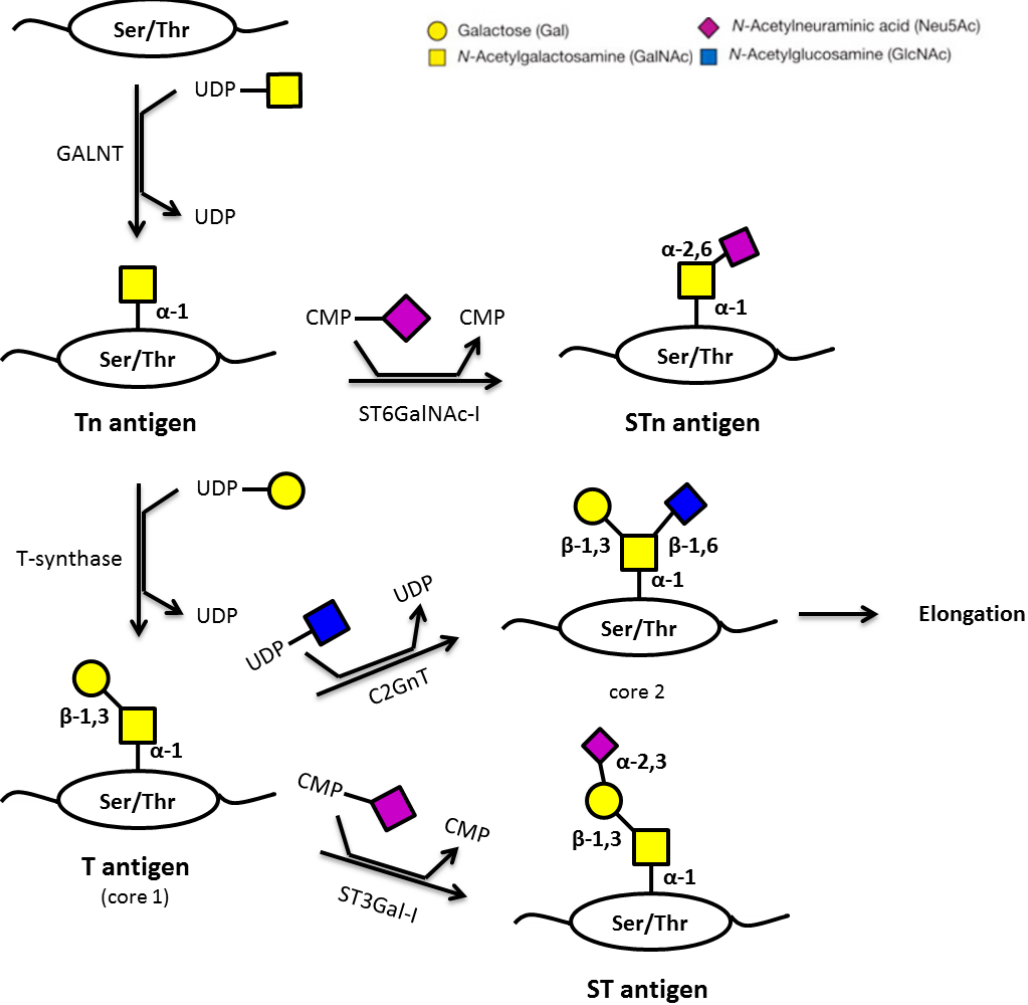 Ser/Thr
Galactose (Gal)
N-Acetylneuraminic acid (Neu5Ac)
N-Acetylgalactosamine (GalNAc)
N-Acetylglucosamine (GlcNAc)
UDP
GALNT
UDP
α-1
Ser/Thr
Tn antigen
CMP
CMP
ST6GalNAc-I
α-2,6
α-1
Ser/Thr
STn antigen
UDP
T-synthase
UDP
UDP
UDP
C2GnT
β-1,3
β-1,6
α-1
Ser/Thr
core 2
Elongation
β-1,3
α-1
Ser/Thr
T antigen
(core 1)
CMP
CMP
ST3Gal-I
α-2,3
β-1,3
α-1
Ser/Thr
ST antigen